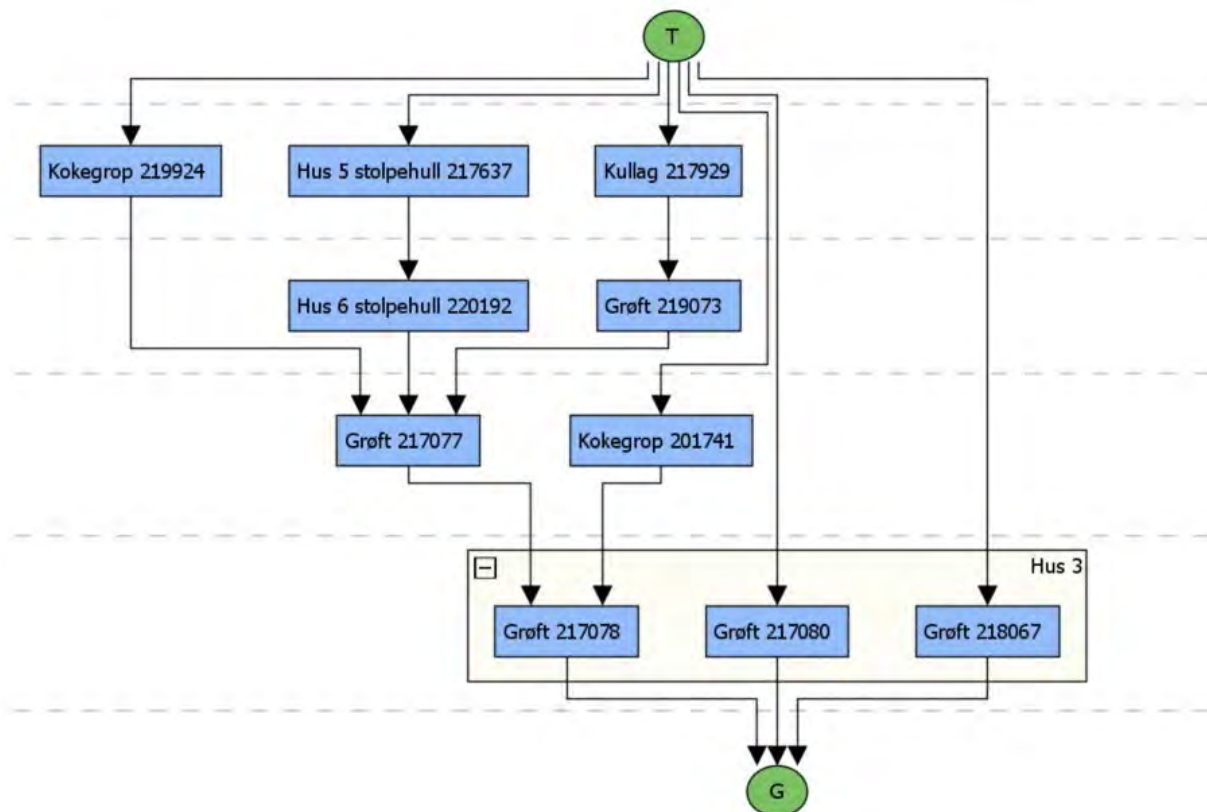 T
Kokegrop 219924
Hus 5 stolpehull 217637
Kullag 217929
Hus 6 stolpehull 220192
Grøft 219073
Grøft 217077
Kokegrop 201741
Hus 3
Grøft 217078
Grøft 217080
Grøft 218067
G